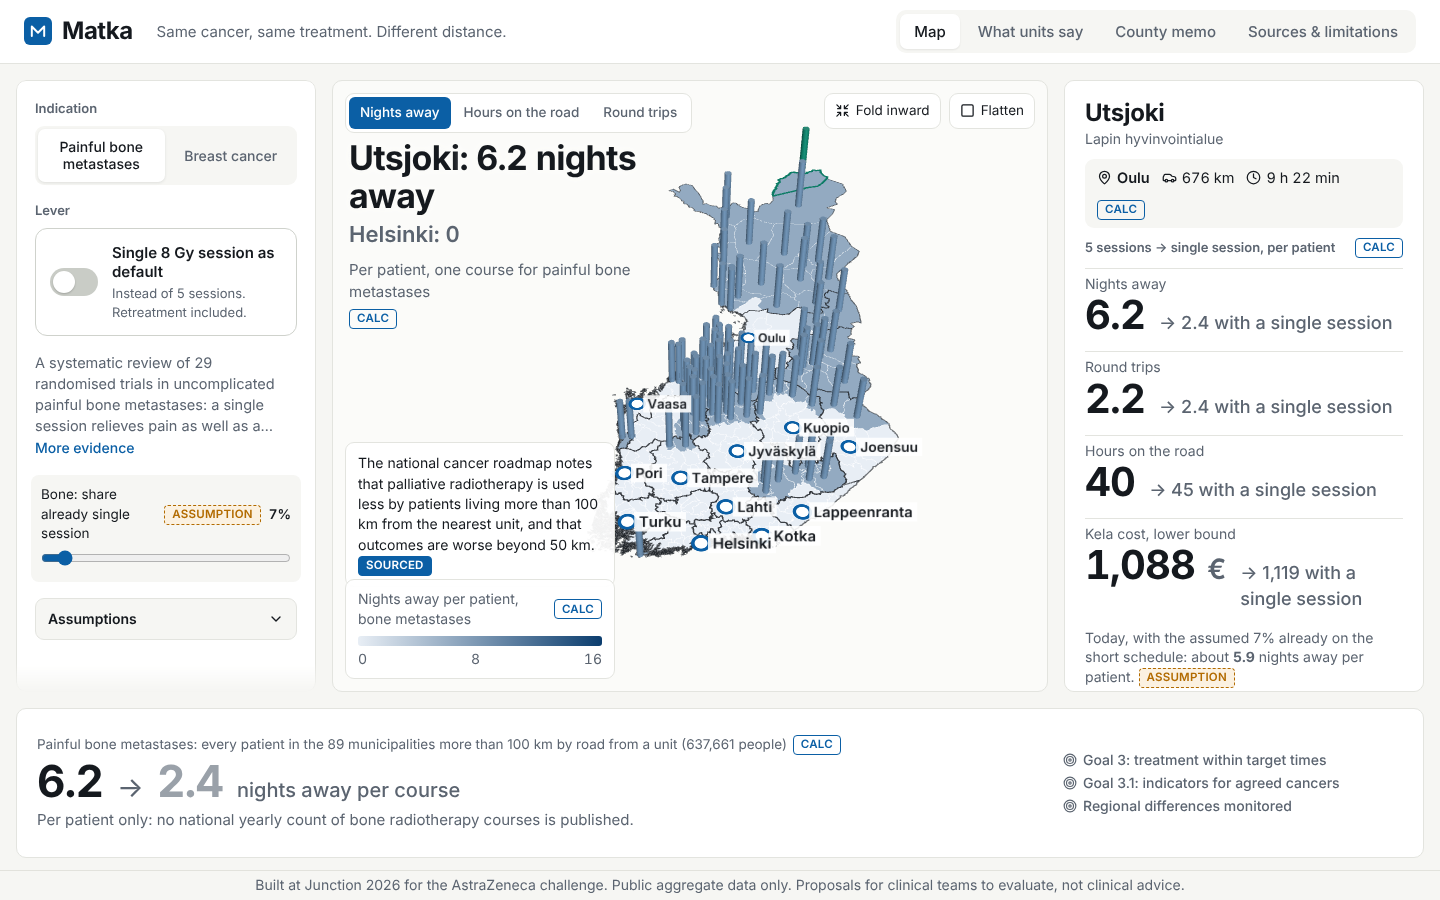 Matka
Same cancer, same treatment. Different distance.
Map
What units say
County memo
Sources & limitations
Indication
Painful bone
metastases
Breast cancer
Lever
Single 8 Gy session as
default
Instead of 5 sessions.
Retreatment included.
A systematic review of 29
randomised trials in uncomplicated
painful bone metastases: a single
session relieves pain as well as a...
More evidence
Bone: share
already single
session
ASSUMPTION
7%
Assumptions
Nights away
Hours on the road
Round trips
Fold inward
Flatten
Utsjoki: 6.2 nights
away
Helsinki: 0
Per patient, one course for painful bone
metastases
CALC
Oulu
Vaasa
Kuopio
Joensuu
Jyväskylä
Pori
Tampere
Lahti
Lappeenranta
Turku
Kotka
Helsinki
The national cancer roadmap notes
that palliative radiotherapy is used
less by patients living more than 100
km from the nearest unit, and that
outcomes are worse beyond 50 km.
SOURCED
Nights away per patient,
bone metastases
CALC
0
8
16
Utsjoki
Lapin hyvinvointialue
Oulu
676 km
9 h 22 min
CALC
5 sessions → single session, per patient
CALC
Nights away
6.2 → 2.4 with a single session
Round trips
2.2 → 2.4 with a single session
Hours on the road
40 → 45 with a single session
Kela cost, lower bound
1,088 € → 1,119 with a
single session
Today, with the assumed 7% already on the
short schedule: about 5.9 nights away per
patient. ASSUMPTION
Painful bone metastases: every patient in the 89 municipalities more than 100 km by road from a unit (637,661 people) CALC
6.2 → 2.4 nights away per course
Per patient only: no national yearly count of bone radiotherapy courses is published.
Goal 3: treatment within target times
Goal 3.1: indicators for agreed cancers
Regional differences monitored
Built at Junction 2026 for the AstraZeneca challenge. Public aggregate data only. Proposals for clinical teams to evaluate, not clinical advice.